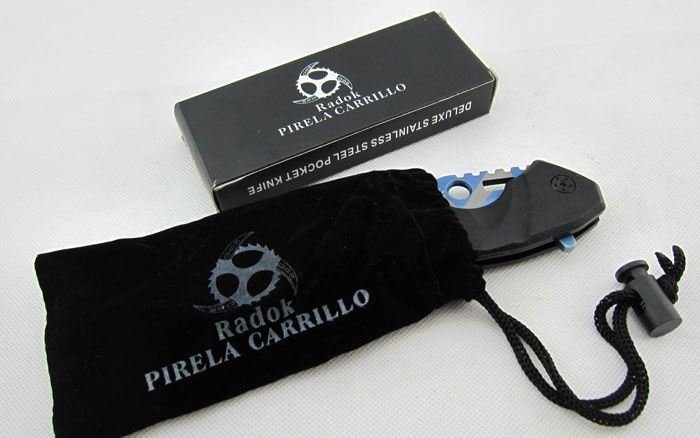 Radok
PIRELA CARRILLO
DELUXE STAINLESS STEEL POCKET KNIFE
Radok
PIRELA CARRILLO